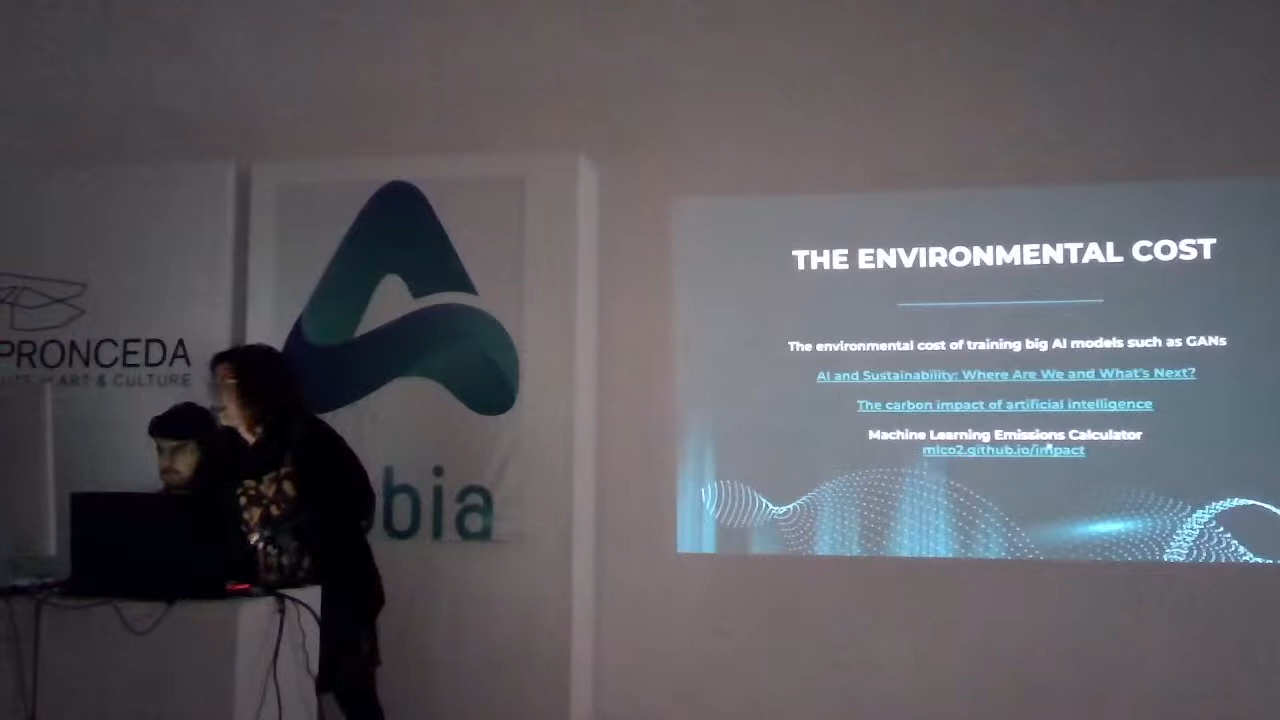 PRONCEDA
ART & CULTURE
bia
THE ENVIRONMENTAL COST
The environmental cost of training big AI models such as GANs
AI and Sustainability: Where Are We and What's Next?
The carbon impact of artificial intelligence
Machine Learning Emissions Calculator
mlco2.github.io/impact